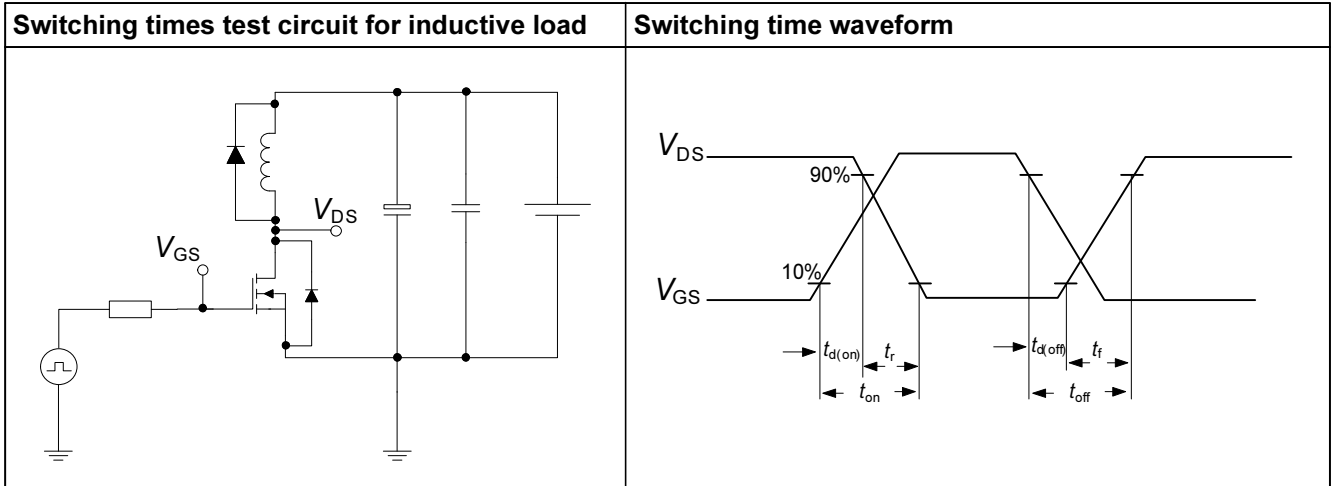 Switching times test circuit for inductive load
Switching time waveform
VDS
VGS
VDS
90%
10%
VGS
td(on)
tr
ton
td(off)
tf
toff